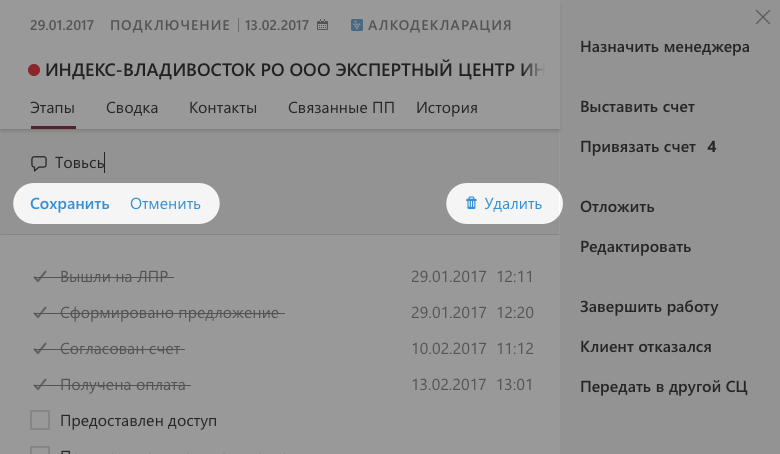 29.01.2017 ПОДКЛЮЧЕНИЕ 13.02.2017 АЛКОДЕКЛАРАЦИЯ
ИНДЕКС-ВЛАДИВОСТОК РО ООО ЭКСПЕРТНЫЙ ЦЕНТР ИН
Этапы Сводка Контакты Связанные ПП История
Товьсь
Сохранить Отменить Удалить
Вышли на ЛПР 29.01.2017 12:11
Сформировано предложение 29.01.2017 12:20
Согласован счет 10.02.2017 11:12
Получена оплата 13.02.2017 13:01
Предоставлен доступ
Назначить менеджера
Выставить счет
Привязать счет 4
Отложить
Редактировать
Завершить работу
Клиент отказался
Передать в другой СЦ